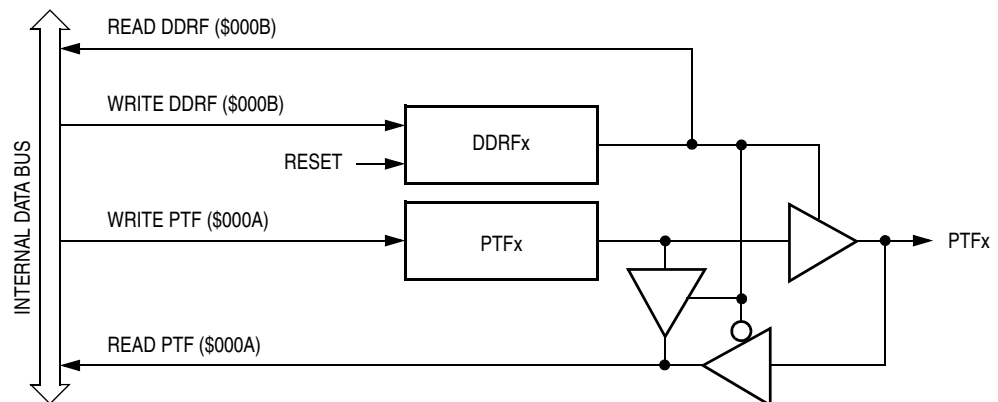 READ DDRF ($000B)
WRITE DDRF ($000B)
DDRFx
RESET
INTERNAL DATA BUS
WRITE PTF ($000A)
PTFx
PTFx
READ PTF ($000A)